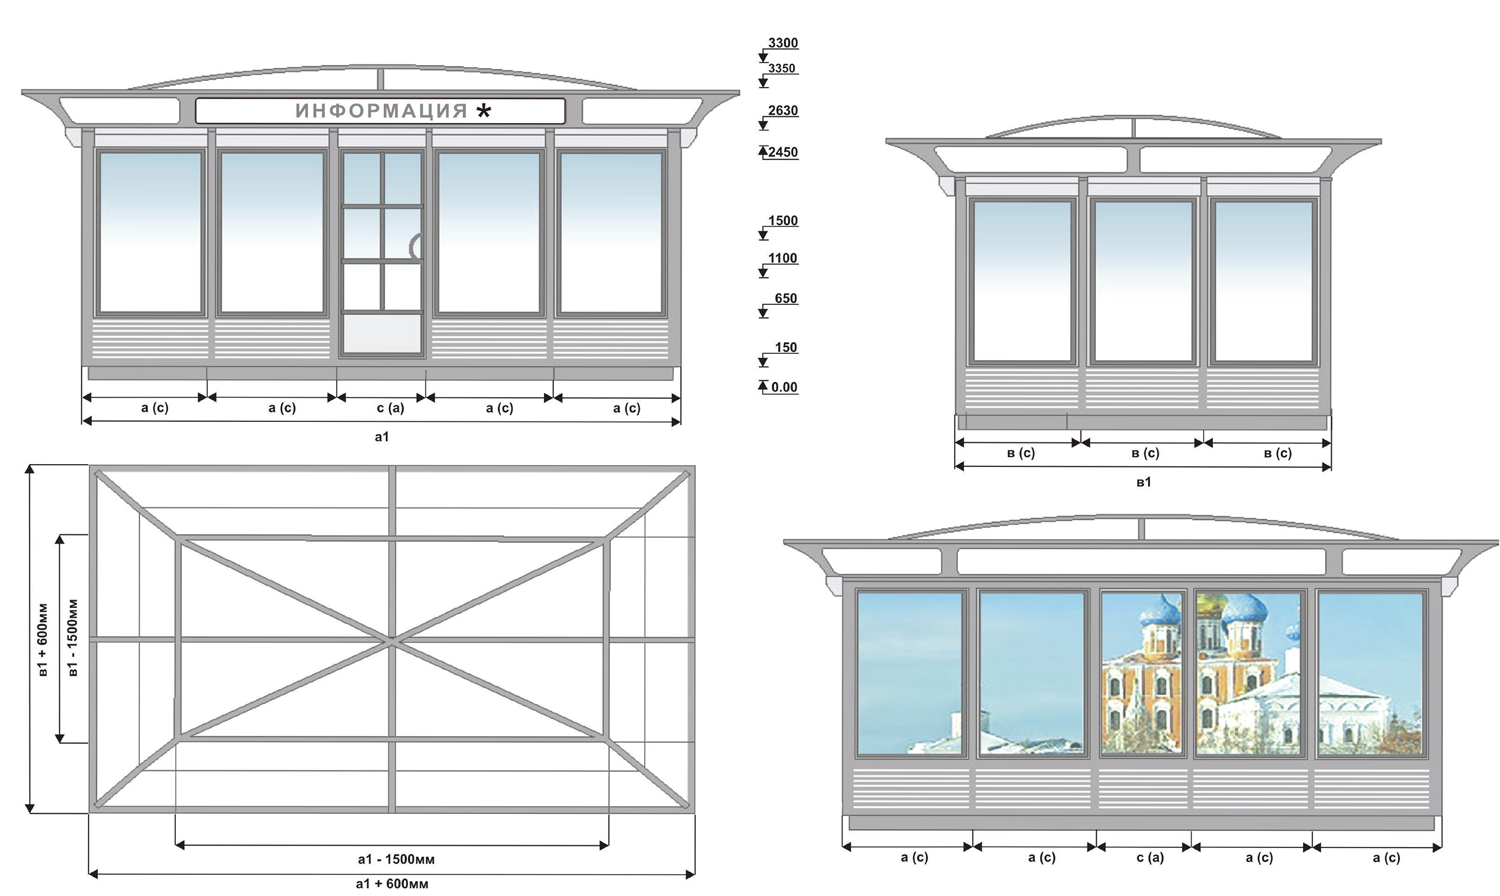 ИНФОРМАЦИЯ *
3300
3350
2630
2450
1500
1100
650
150
0.00
а (с) а (с) с (а) а (с) а (с)
а1
в (с) в (с) в (с)
в1
в1 + 600мм
в1 - 1500мм
а1 - 1500мм
а1 + 600мм
а (с) а (с) с (а) а (с) а (с)